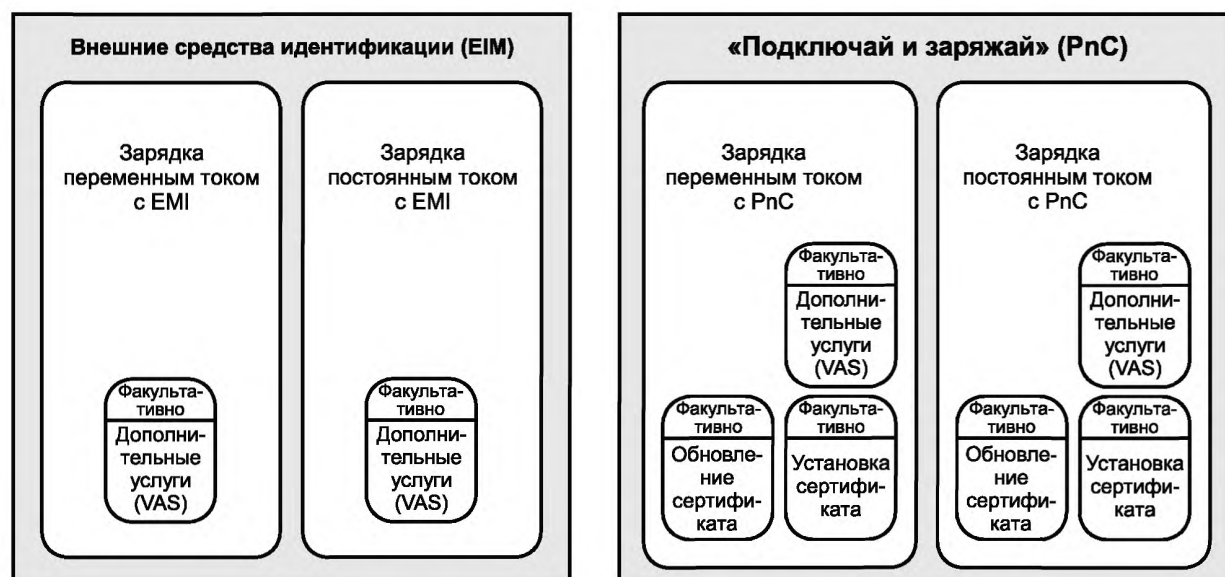 Внешние средства идентификации (EIM)
Зарядка
переменным током
с EMI
Факульта-
тивно
Дополни-
тельные
услуги
(VAS)
Зарядка
постоянным током
с EMI
Факульта-
тивно
Дополни-
тельные
услуги
(VAS)
«Подключай и заряжай» (PnC)
Зарядка
переменным током
с PnC
Факульта-
тивно
Дополни-
тельные
услуги
(VAS)
Факульта-
тивно
Обновле-
ние
сертифи-
ката
Факульта-
тивно
Установка
сертифи-
ката
Зарядка
постоянным током
с PnC
Факульта-
тивно
Дополни-
тельные
услуги
(VAS)
Факульта-
тивно
Обновле-
ние
сертифи-
ката
Факульта-
тивно
Установка
сертифи-
ката